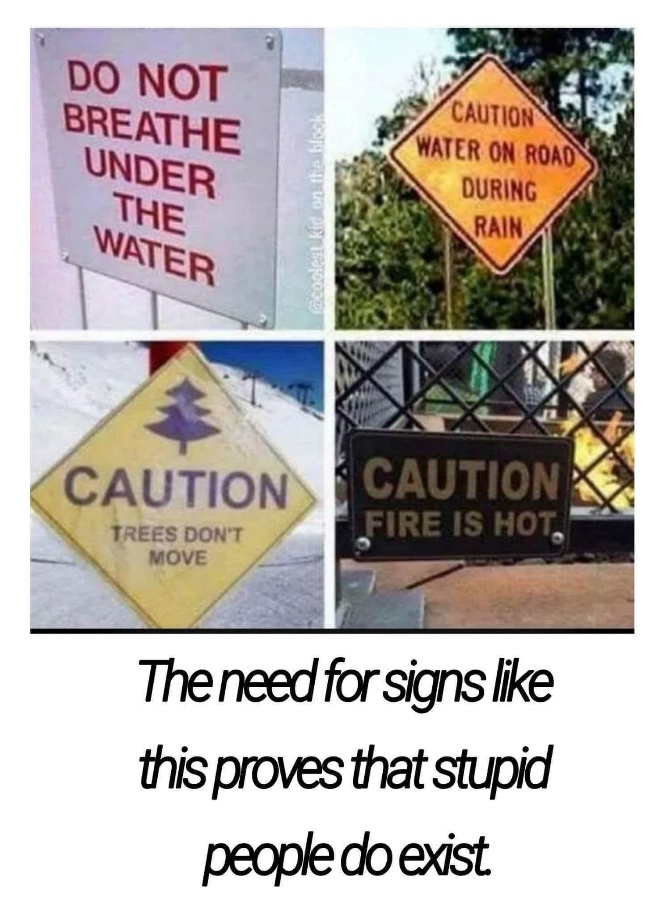 DO NOT
BREATHE
UNDER
THE
WATER
@coolest_kid_on_the_block
CAUTION
WATER ON ROAD
DURING
RAIN
CAUTION
TREES DON'T
MOVE
CAUTION
FIRE IS HOT
The need for signs like
this proves that stupid
people do exist.